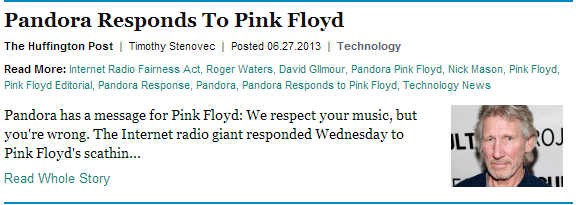 Pandora Responds To Pink Floyd
The Huffington Post | Timothy Stenovec | Posted 06.27.2013 | Technology
Read More: Internet Radio Fairness Act, Roger Waters, David GIlmour, Pandora Pink Floyd, Nick Mason, Pink Floyd,
Pink Floyd Editorial, Pandora Response, Pandora, Pandora Responds to Pink Floyd, Technology News
Pandora has a message for Pink Floyd: We respect your music, but
you're wrong. The Internet radio giant responded Wednesday to
Pink Floyd's scathin...
Read Whole Story